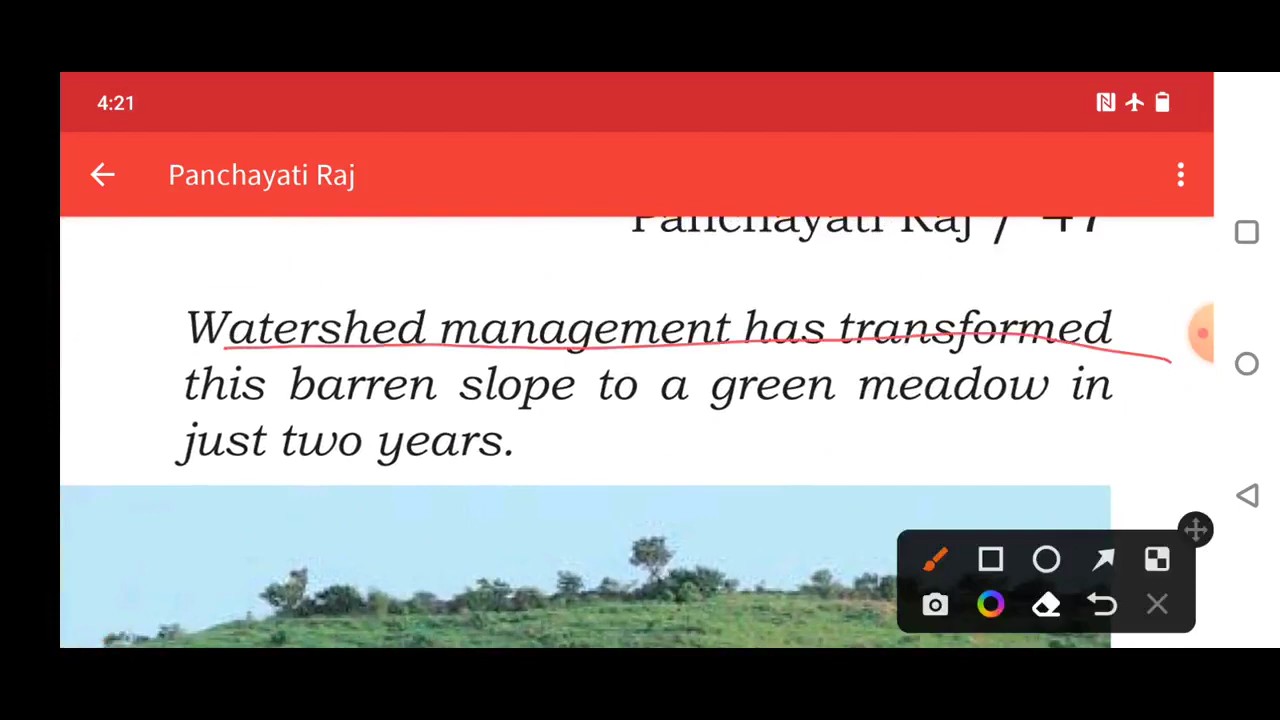 4:21
Panchayati Raj
Panchayati Raj / 47
Watershed management has transformed
this barren slope to a green meadow in
just two years.